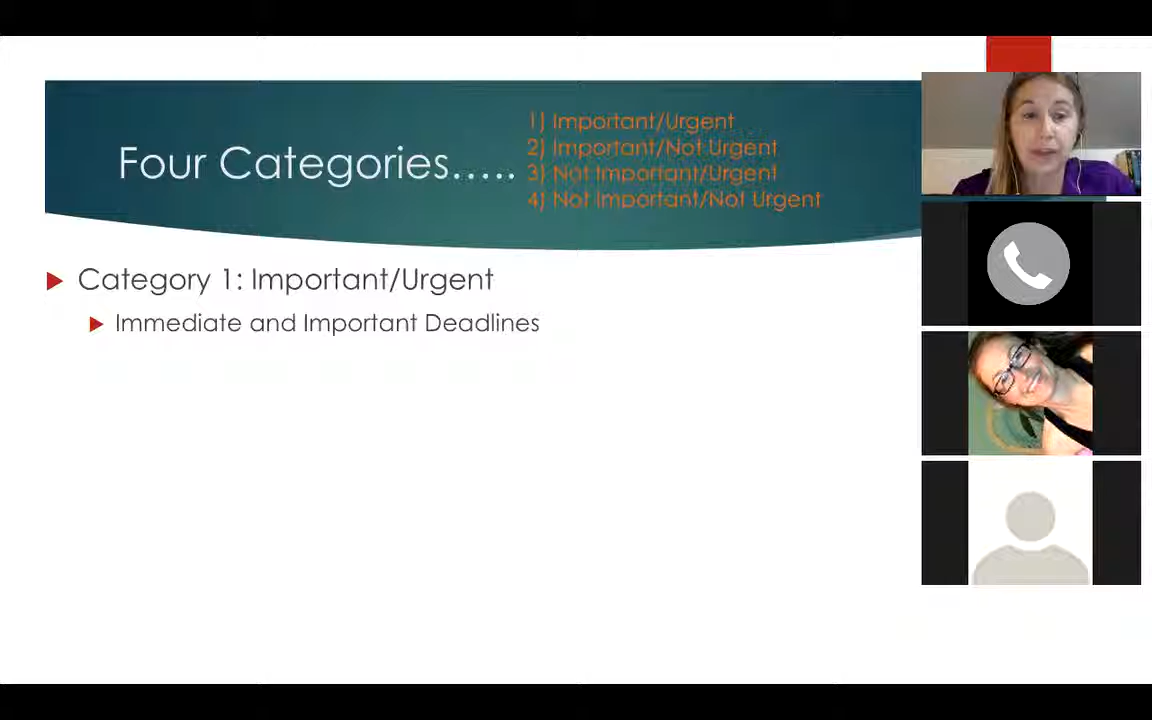 Four Categories.....
1) Important/Urgent
2) Important/Not Urgent
3) Not Important/Urgent
4) Not Important/Not Urgent
Category 1: Important/Urgent
Immediate and Important Deadlines